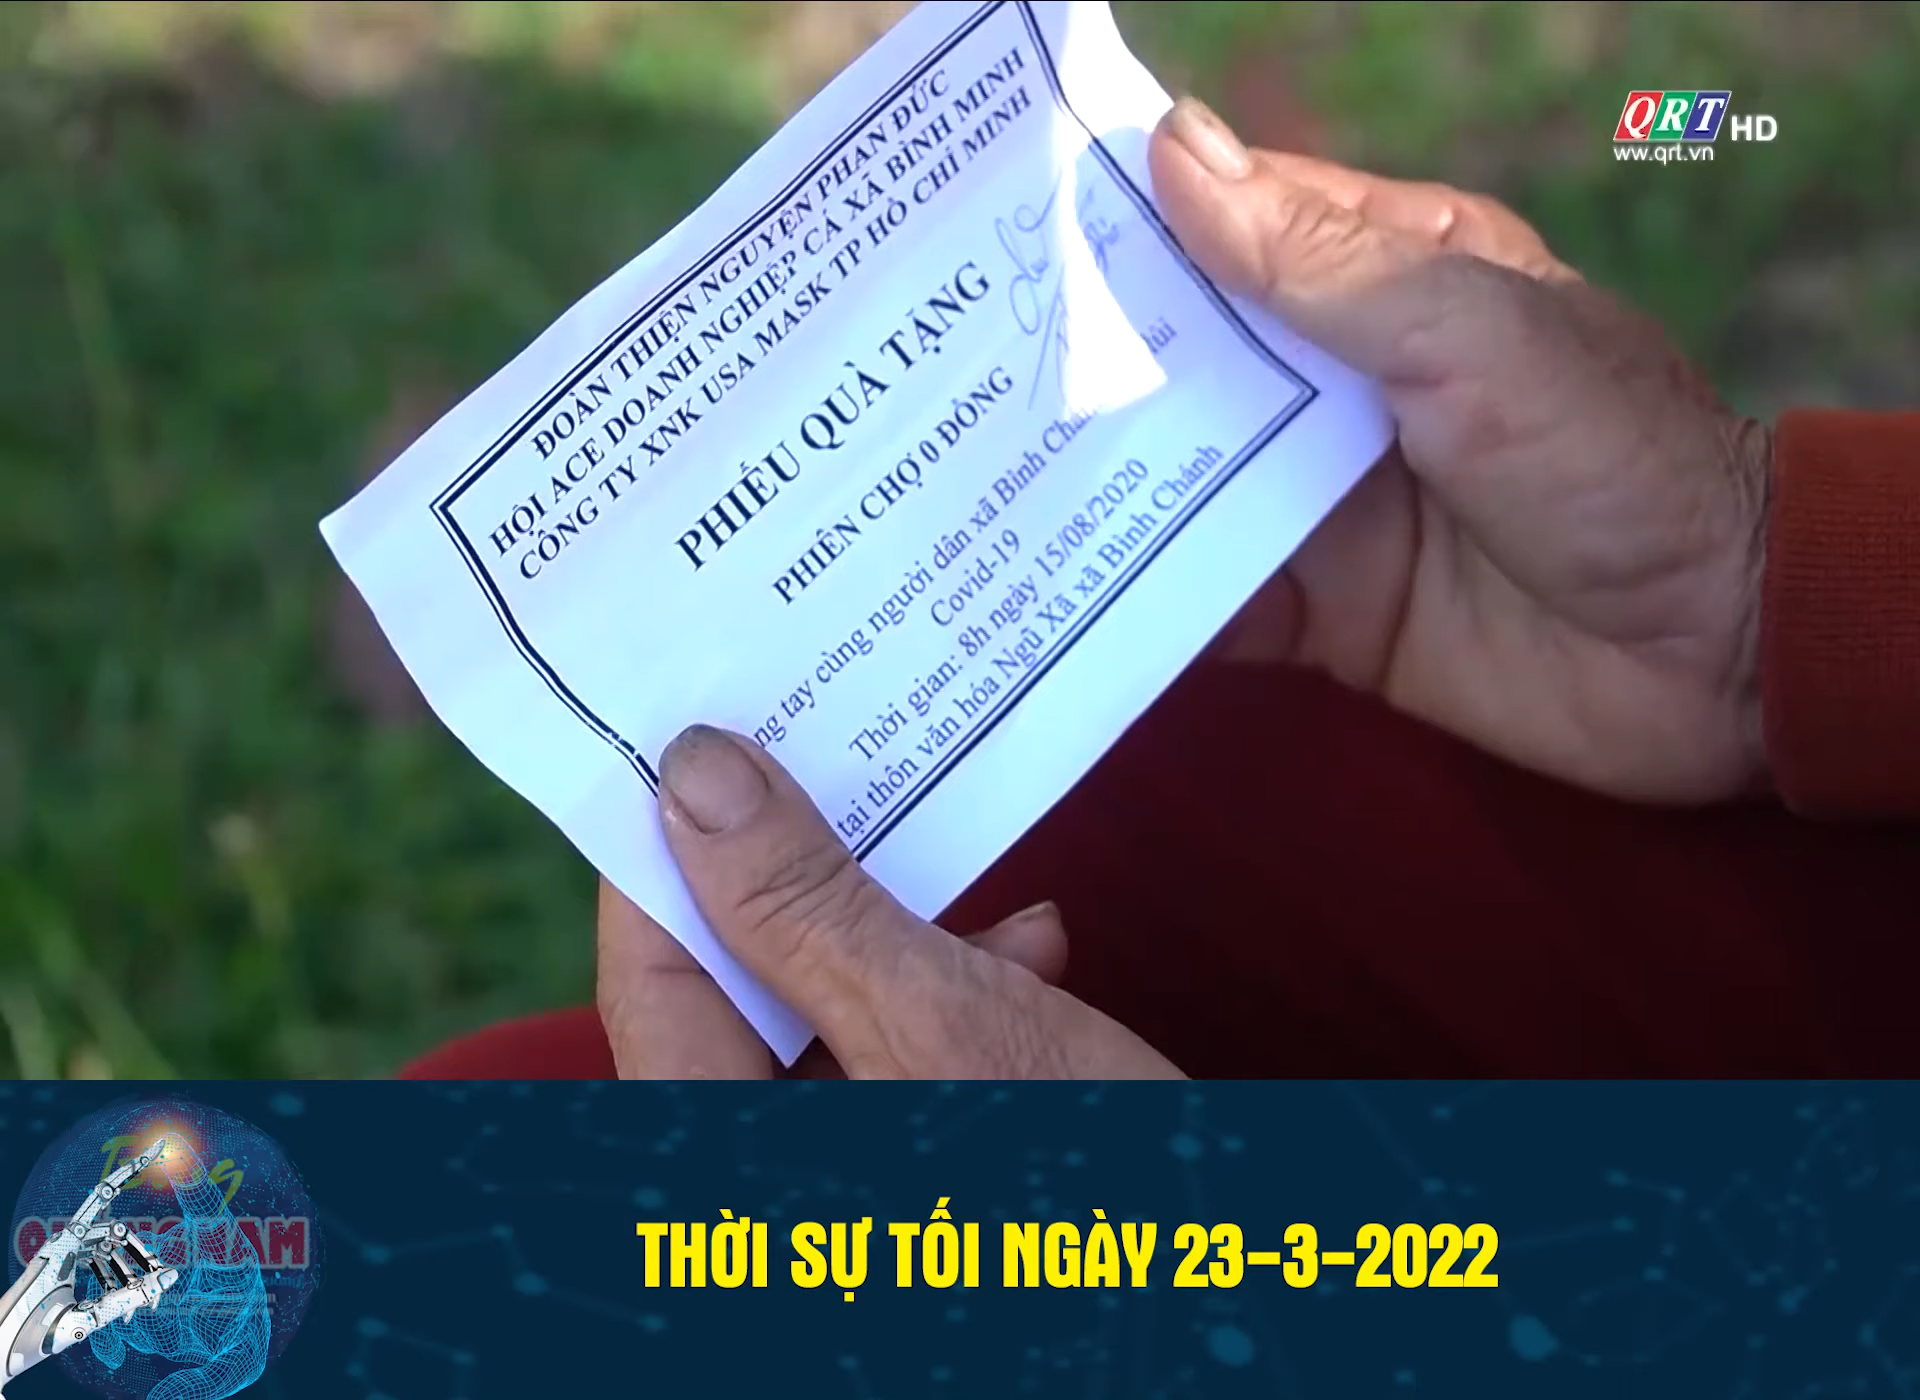 QRT HD
ww.qrt.vn
ĐOÀN THIỆN NGUYỆN PHAN ĐỨC
HỘI ACE DOANH NGHIỆP CÁ XÃ BÌNH MINH
CÔNG TY XNK USA MASK TP HỒ CHÍ MINH
PHIẾU QUÀ TẶNG
PHIÊN CHỢ 0 ĐỒNG
tay cùng người dân xã Bình
Covid-19
Thời gian: 8h ngày 15/08/2020
tại thôn văn hóa Ngũ Xã xã Bình Chánh
THỜI SỰ TỐI NGÀY 23-3-2022